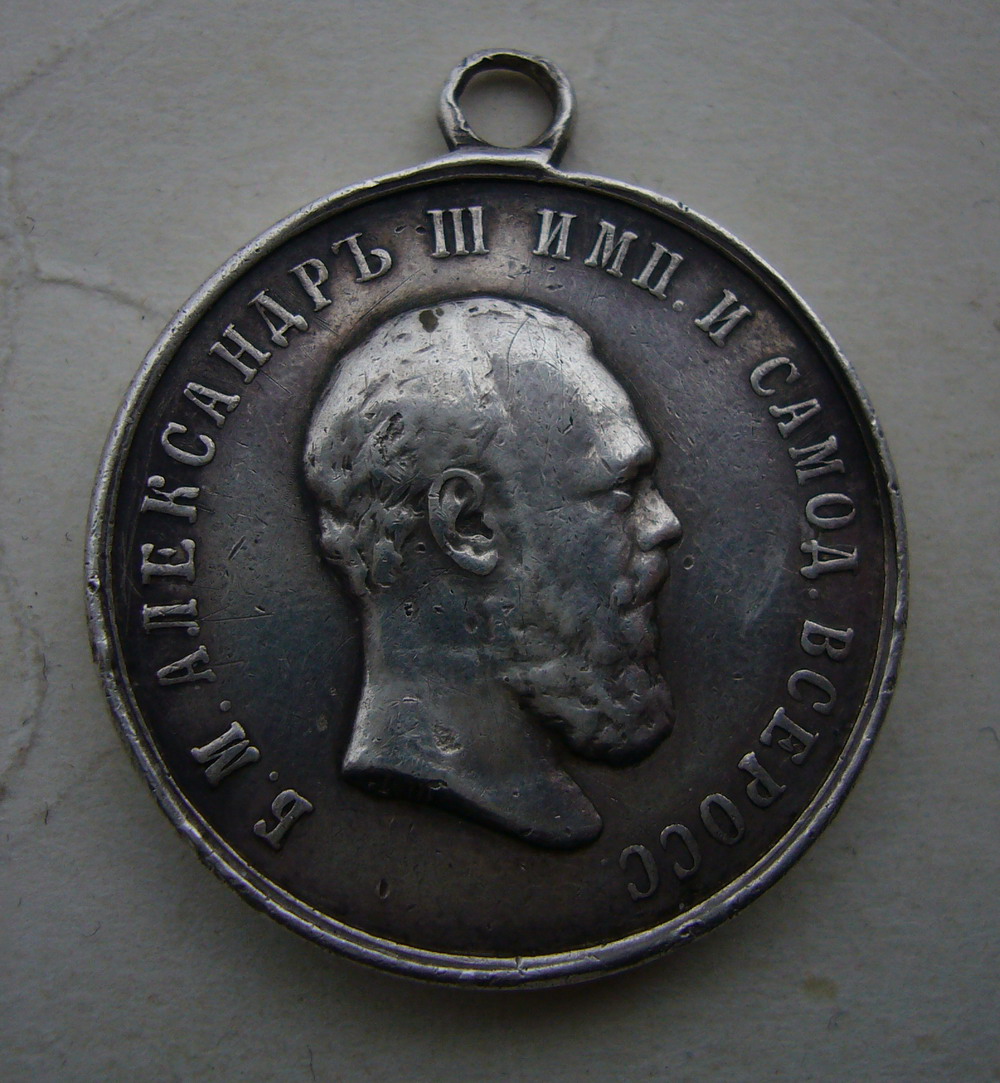 Б. М. АЛЕКСАНДРЪ III ИМП. И САМОД. ВСЕРОСС